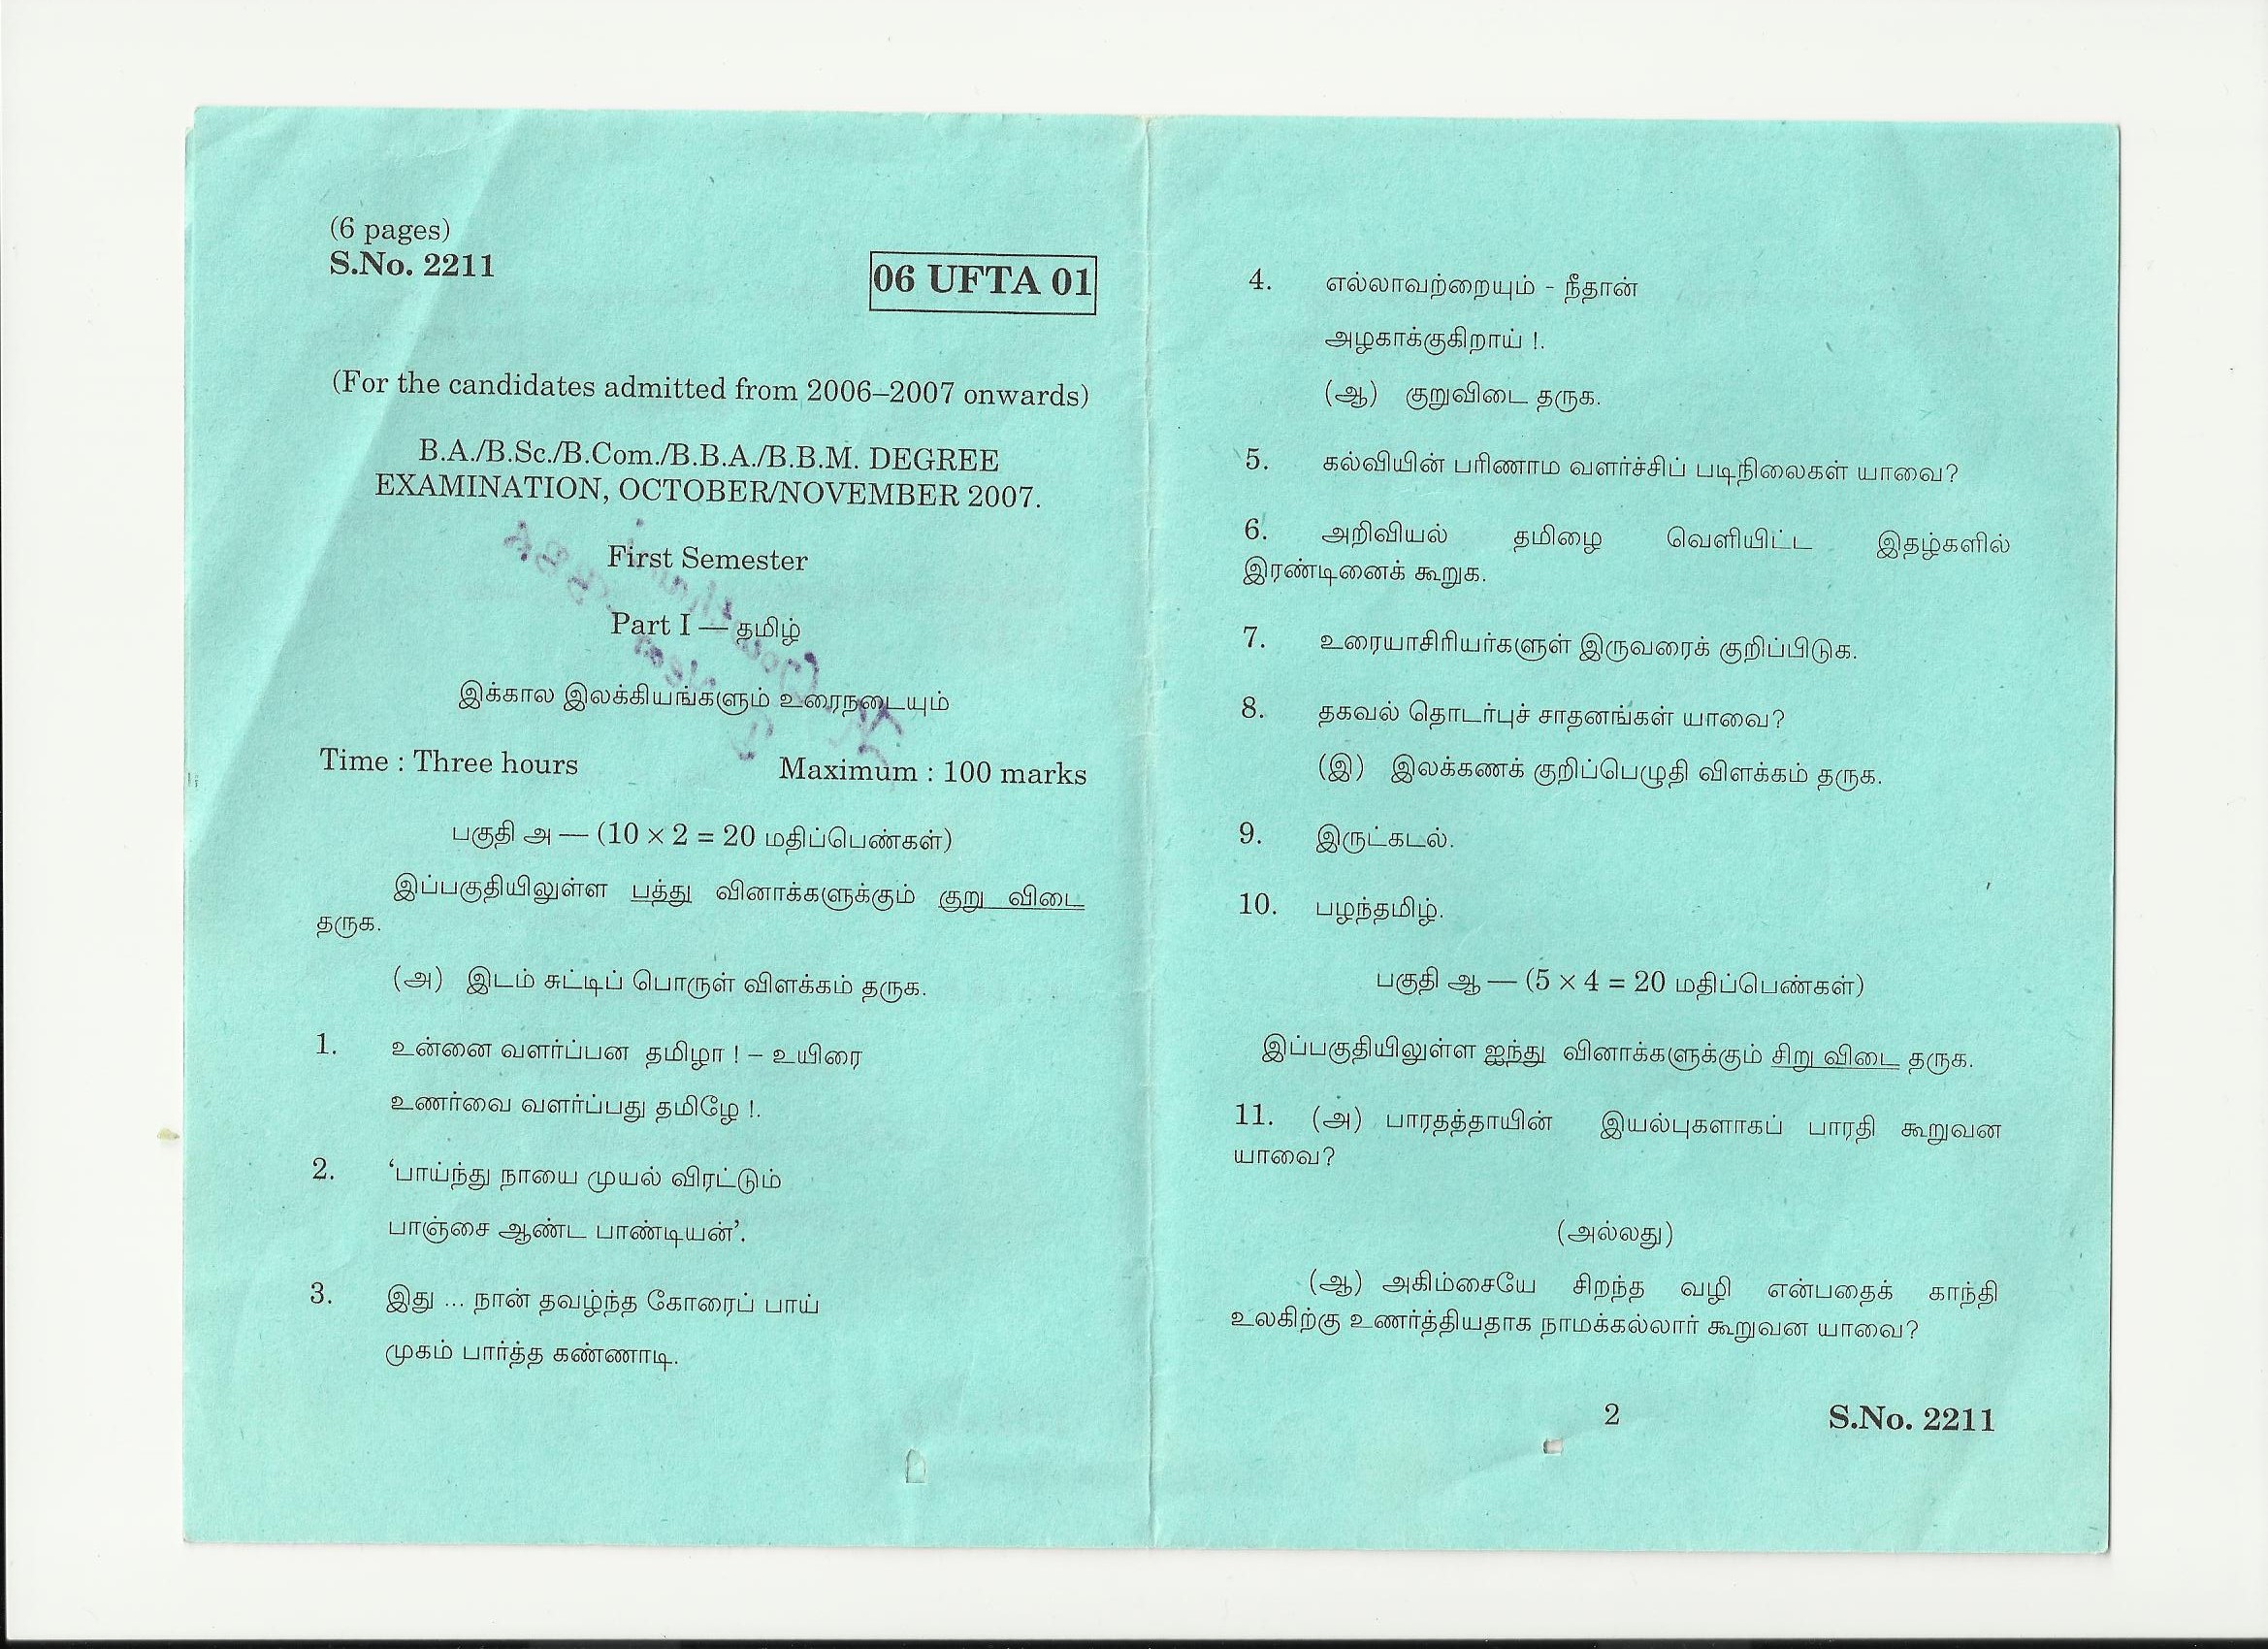 (6 pages)
S.No. 2211
06 UFTA 01
(For the candidates admitted from 2006–2007 onwards)
B.A./B.Sc./B.Com./B.B.A./B.B.M. DEGREE
EXAMINATION, OCTOBER/NOVEMBER 2007.
First Semester
Part I — தமிழ்
இக்கால இலக்கியங்களும் உரைநடையும்
Time : Three hours Maximum : 100 marks
பகுதி அ — (10 × 2 = 20 மதிப்பெண்கள்)
இப்பகுதியிலுள்ள பத்து வினாக்களுக்கும் குறு விடை
தருக.
(அ) இடம் சுட்டிப் பொருள் விளக்கம் தருக.
1. உன்னை வளர்ப்பன தமிழா ! – உயிரை
உணர்வை வளர்ப்பது தமிழே !.
2. ‘பாய்ந்து நாயை முயல் விரட்டும்
பாஞ்சை ஆண்ட பாண்டியன்’.
3. இது ... நான் தவழ்ந்த கோரைப் பாய்
முகம் பார்த்த கண்ணாடி.
4. எல்லாவற்றையும் - நீதான்
அழகாக்குகிறாய் !.
(ஆ) குறுவிடை தருக.
5. கல்வியின் பரிணாம வளர்ச்சிப் படிநிலைகள் யாவை?
6. அறிவியல் தமிழை வெளியிட்ட இதழ்களில்
இரண்டினைக் கூறுக.
7. உரையாசிரியர்களுள் இருவரைக் குறிப்பிடுக.
8. தகவல் தொடர்புச் சாதனங்கள் யாவை?
(இ) இலக்கணக் குறிப்பெழுதி விளக்கம் தருக.
9. இருட்கடல்.
10. பழந்தமிழ்.
பகுதி ஆ — (5 × 4 = 20 மதிப்பெண்கள்)
இப்பகுதியிலுள்ள ஐந்து வினாக்களுக்கும் சிறு விடை தருக.
11. (அ) பாரதத்தாயின் இயல்புகளாகப் பாரதி கூறுவன
யாவை?
(அல்லது)
(ஆ) அகிம்சையே சிறந்த வழி என்பதைக் காந்தி
உலகிற்கு உணர்த்தியதாக நாமக்கல்லார் கூறுவன யாவை?
2 S.No. 2211